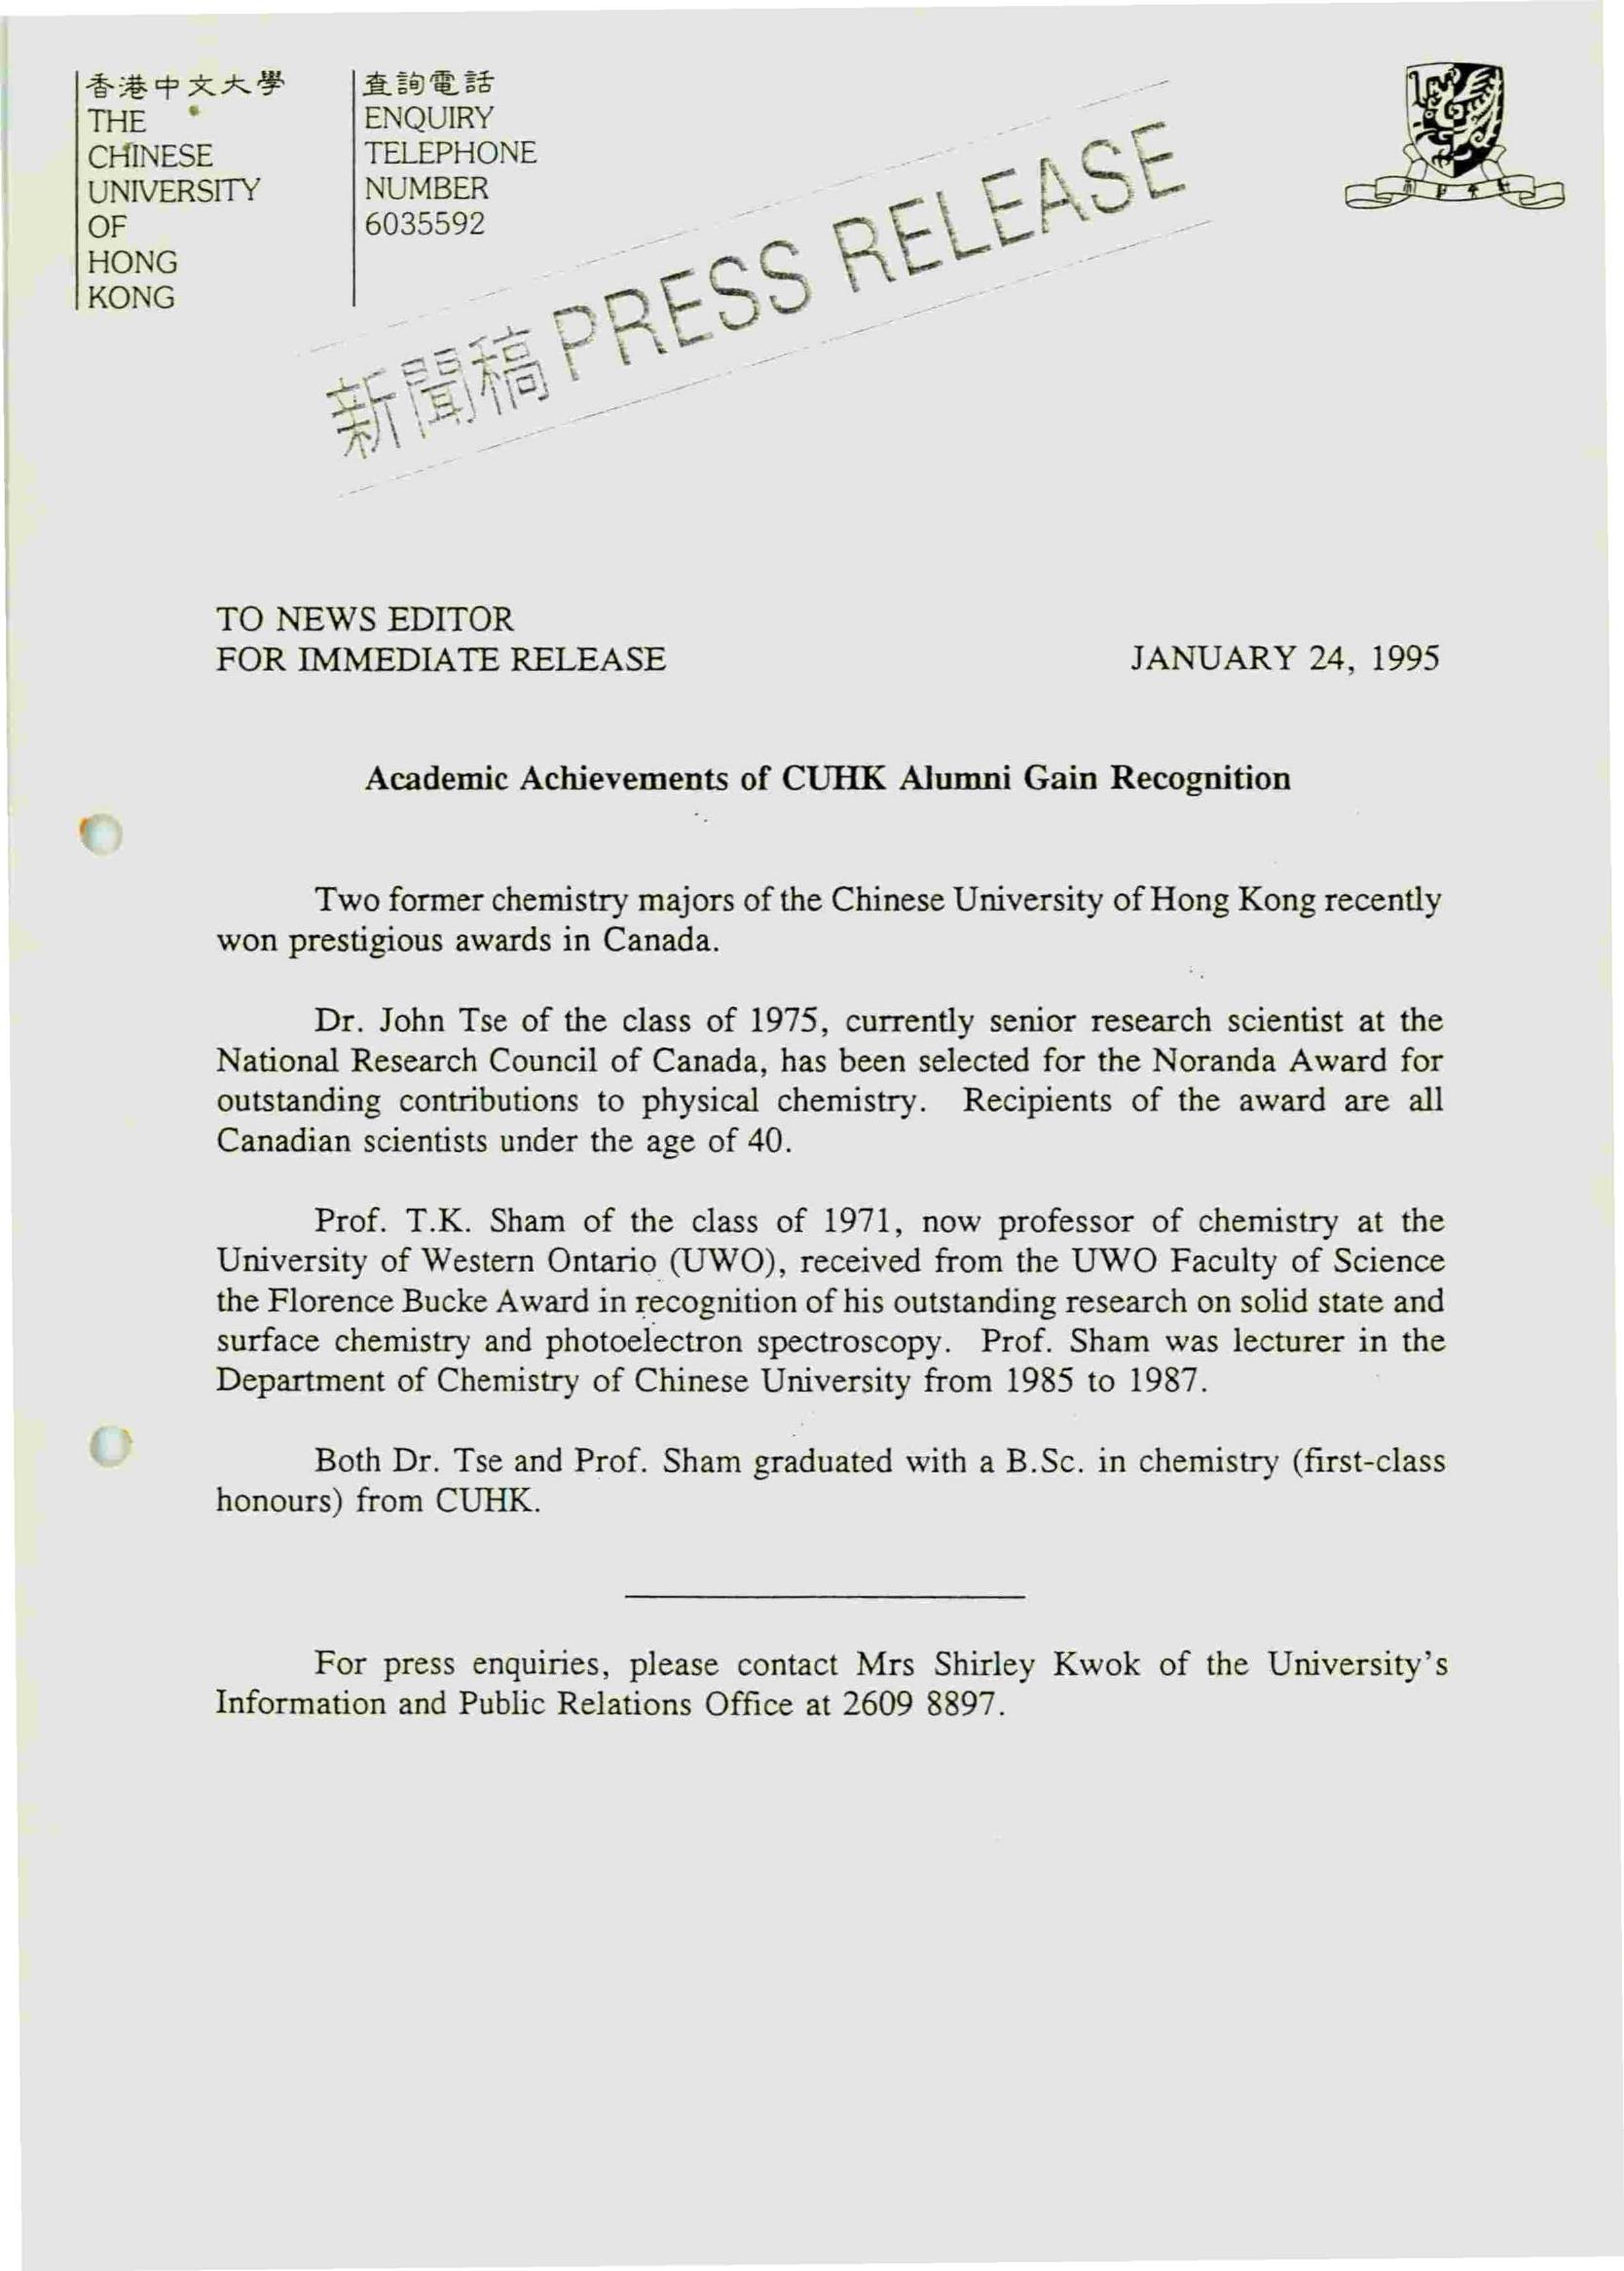 香港中文大學
THE
CHINESE
UNIVERSITY
OF
HONG
KONG
查詢電話
ENQUIRY
TELEPHONE
NUMBER
6035592
新聞稿 PRESS RELEASE
TO NEWS EDITOR
FOR IMMEDIATE RELEASE JANUARY 24, 1995
Academic Achievements of CUHK Alumni Gain Recognition
Two former chemistry majors of the Chinese University of Hong Kong recently
won prestigious awards in Canada.
Dr. John Tse of the class of 1975, currently senior research scientist at the
National Research Council of Canada, has been selected for the Noranda Award for
outstanding contributions to physical chemistry. Recipients of the award are all
Canadian scientists under the age of 40.
Prof. T.K. Sham of the class of 1971, now professor of chemistry at the
University of Western Ontario (UWO), received from the UWO Faculty of Science
the Florence Bucke Award in recognition of his outstanding research on solid state and
surface chemistry and photoelectron spectroscopy. Prof. Sham was lecturer in the
Department of Chemistry of Chinese University from 1985 to 1987.
Both Dr. Tse and Prof. Sham graduated with a B.Sc. in chemistry (first-class
honours) from CUHK.
For press enquiries, please contact Mrs Shirley Kwok of the University's
Information and Public Relations Office at 2609 8897.